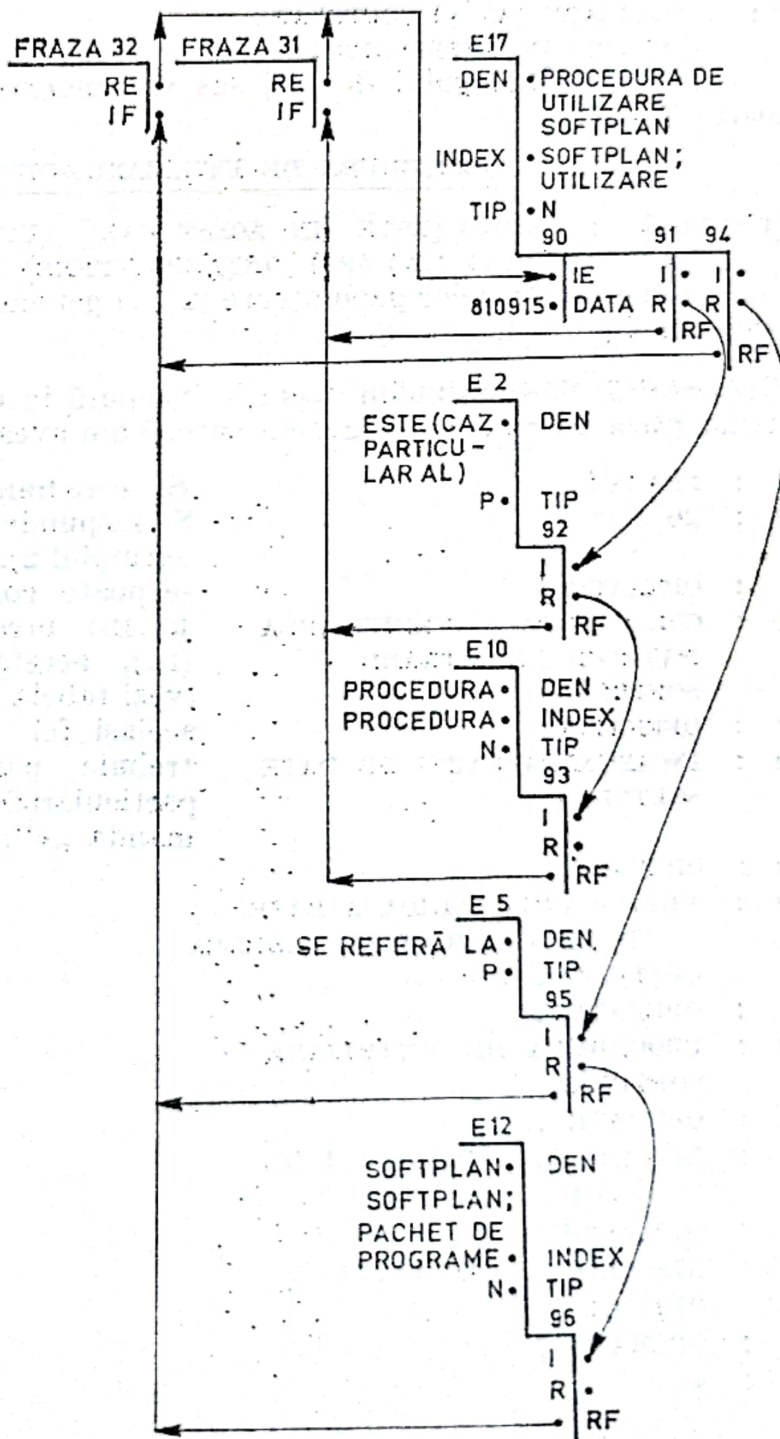 FRAZA 32
FRAZA 31
RE
IF
RE
IF
E17
DEN
PROCEDURA DE
UTILIZARE
SOFTPLAN
INDEX
SOFTPLAN;
UTILIZARE
TIP
N
90
91
94
IE
I
I
810915
DATA
R
R
RF
RF
E 2
ESTE (CAZ
PARTICU-
LAR AL)
DEN
P
TIP
92
I
R
RF
E10
PROCEDURA
DEN
PROCEDURA
INDEX
N
TIP
93
I
R
RF
E 5
SE REFERĂ LA
DEN
P
TIP
95
I
R
RF
E12
SOFTPLAN
DEN
SOFTPLAN;
PACHET DE
PROGRAME
INDEX
N
TIP
96
I
R
RF